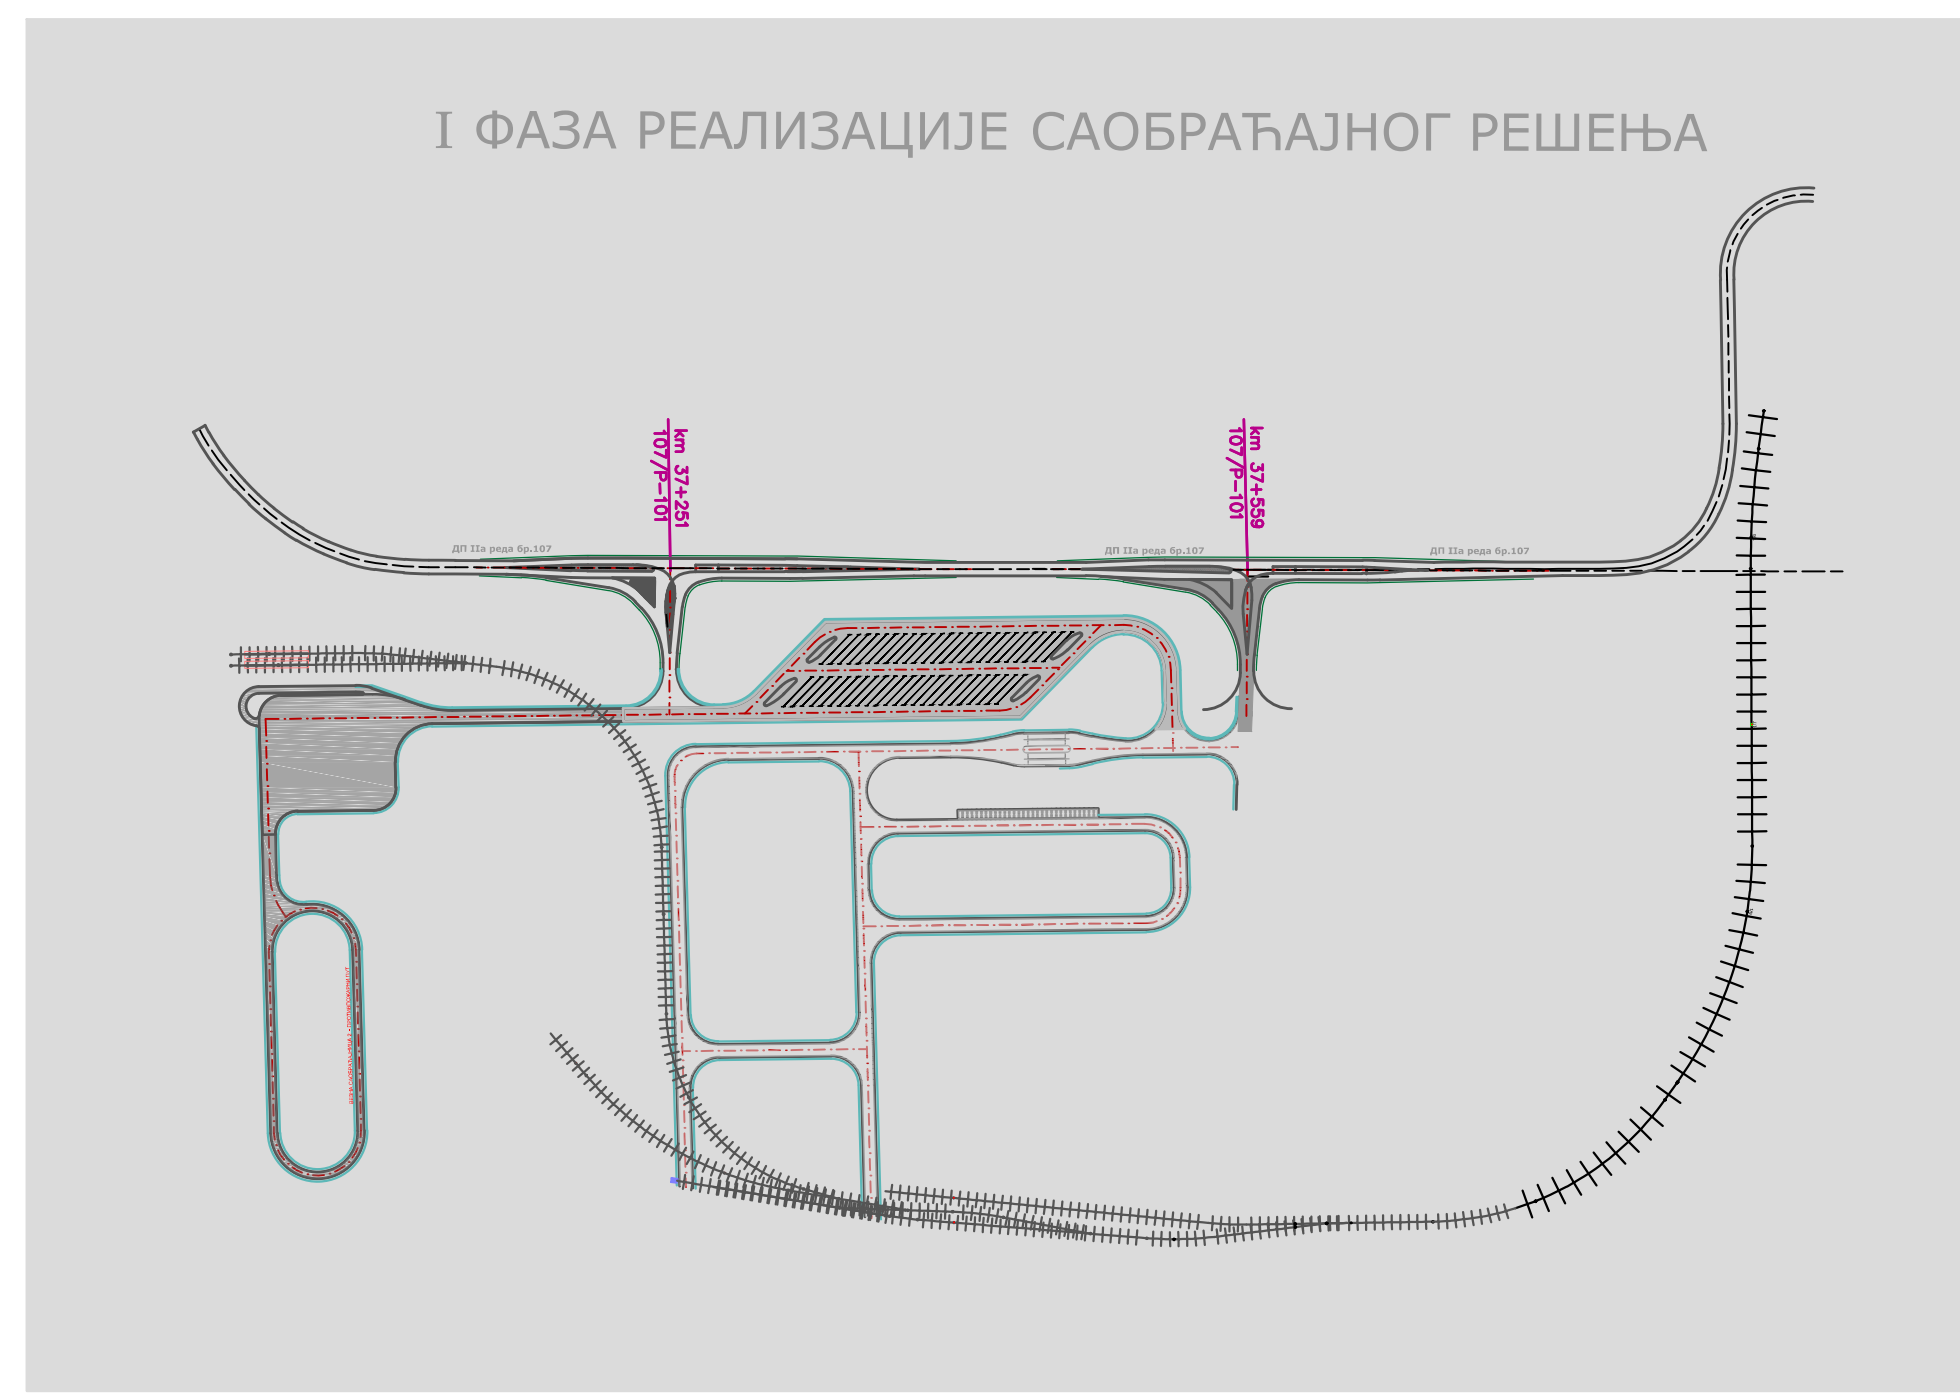 I ФАЗА РЕАЛИЗАЦИЈЕ САОБРАЋАЈНОГ РЕШЕЊА
km 37+251
107/P-101
km 37+559
107/P-101
ДП IIа реда бр.107
ДП IIа реда бр.107
ДП IIа реда бр.107